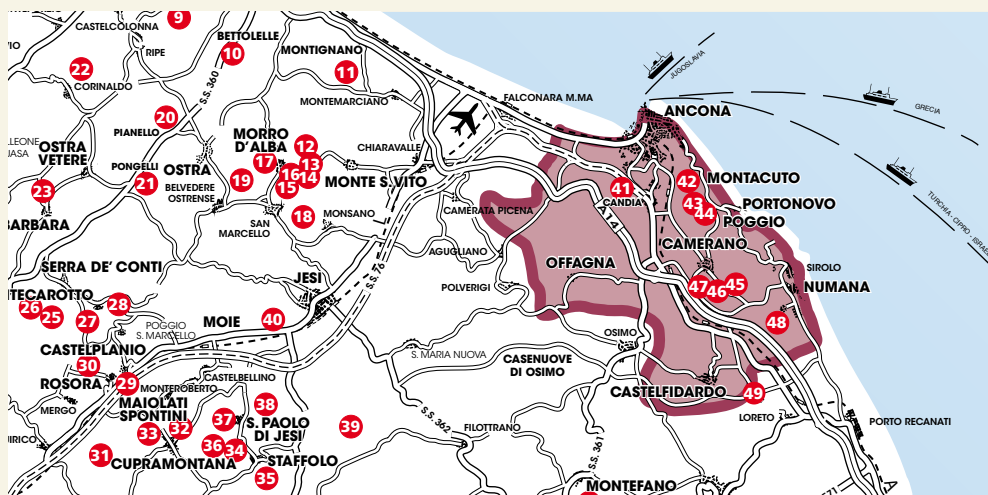 9
CASTELCOLONNA
RIPE
BETTOLELLE
10
MONTIGNANO
11
22
CORINALDO
S.S. 360
MONTEMARCIANO
JUGOSLAVIA
GRECIA
TURCHIA - CIPRO - ISRAE
FALCONARA M.MA
ANCONA
20
PIANELLO
MORRO
D'ALBA
12
13
14
15
16
17
CHIARAVALLE
OSTRA
VETERE
PONGELLI
OSTRA
21
19
MONTE S. VITO
23
BELVEDERE
OSTRENSE
41
CANDIA
42
MONTACUTO
43
44
PORTONOVO
POGGIO
BARBARA
SAN
MARCELLO
18
MONSANO
CAMERATA PICENA
A14
CAMERANO
AGUGLIANO
OFFAGNA
SIROLO
SERRA DE' CONTI
JESI
S.S. 76
POLVERIGI
47
46
45
NUMANA
TECAROTTO
28
26
25
27
POGGIO
S. MARCELLO
MOIE
40
48
OSIMO
S. MARIA NUOVA
CASENUOVE
DI OSIMO
CASTELPLANIO
30
ROSORA
29
CASTELBELLINO
MONTEROBERTO
CASTELFIDARDO
49
MERGO
MAIOLATI
SPONTINI
38
37
S. PAOLO
DI JESI
39
S.S. 362
FILOTTRANO
LORETO
PORTO RECANATI
33
32
36
34
31
CUPRAMONTANA
STAFFOLO
35
S.S. 361
MONTEFANO